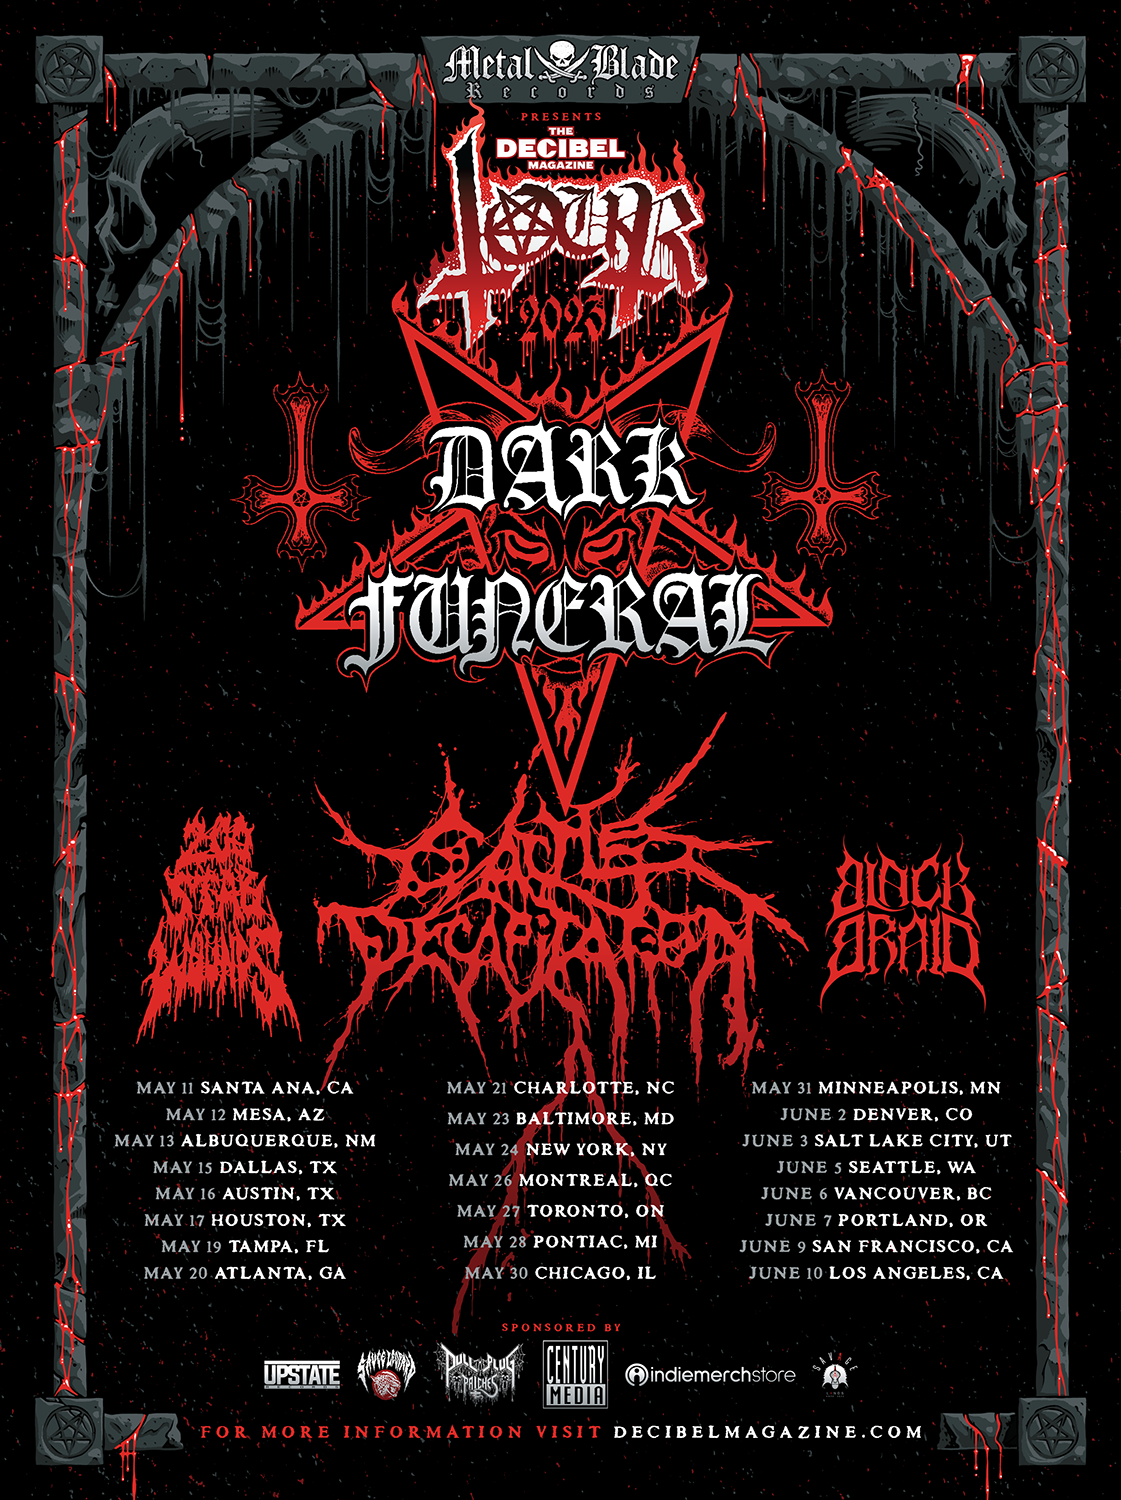 Metal Blade
Records
PRESENTS
THE
DECIBEL
MAGAZINE
TOUR
2023
DARK
FUNERAL
CATTLE
DECAPITATION
200
STAB
WOUNDS
BLACK
BRAID
MAY 11 SANTA ANA, CA
MAY 12 MESA, AZ
MAY 13 ALBUQUERQUE, NM
MAY 15 DALLAS, TX
MAY 16 AUSTIN, TX
MAY 17 HOUSTON, TX
MAY 19 TAMPA, FL
MAY 20 ATLANTA, GA
MAY 21 CHARLOTTE, NC
MAY 23 BALTIMORE, MD
MAY 24 NEW YORK, NY
MAY 26 MONTREAL, QC
MAY 27 TORONTO, ON
MAY 28 PONTIAC, MI
MAY 30 CHICAGO, IL
MAY 31 MINNEAPOLIS, MN
JUNE 2 DENVER, CO
JUNE 3 SALT LAKE CITY, UT
JUNE 5 SEATTLE, WA
JUNE 6 VANCOUVER, BC
JUNE 7 PORTLAND, OR
JUNE 9 SAN FRANCISCO, CA
JUNE 10 LOS ANGELES, CA
SPONSORED BY
UPSTATE
RECORDS
PULL THE PLUG
PATCHES
CENTURY
MEDIA
indiemerchstore
SAVAGE
FOR MORE INFORMATION VISIT DECIBELMAGAZINE.COM